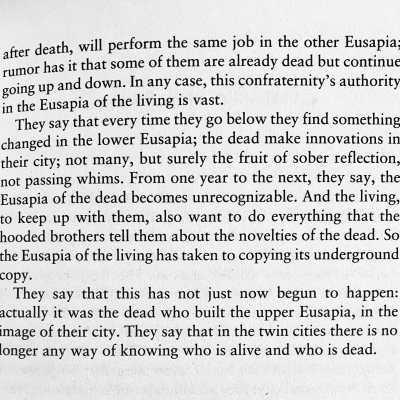 after death, will perform the same job in the other Eusapia;
rumor has it that some of them are already dead but continue
going up and down. In any case, this confraternity's authority
in the Eusapia of the living is vast.
They say that every time they go below they find something
changed in the lower Eusapia; the dead make innovations in
their city; not many, but surely the fruit of sober reflection,
not passing whims. From one year to the next, they say, the
Eusapia of the dead becomes unrecognizable. And the living,
to keep up with them, also want to do everything that the
hooded brothers tell them about the novelties of the dead. So
the Eusapia of the living has taken to copying its underground
copy.
They say that this has not just now begun to happen:
actually it was the dead who built the upper Eusapia, in the
image of their city. They say that in the twin cities there is no
longer any way of knowing who is alive and who is dead.